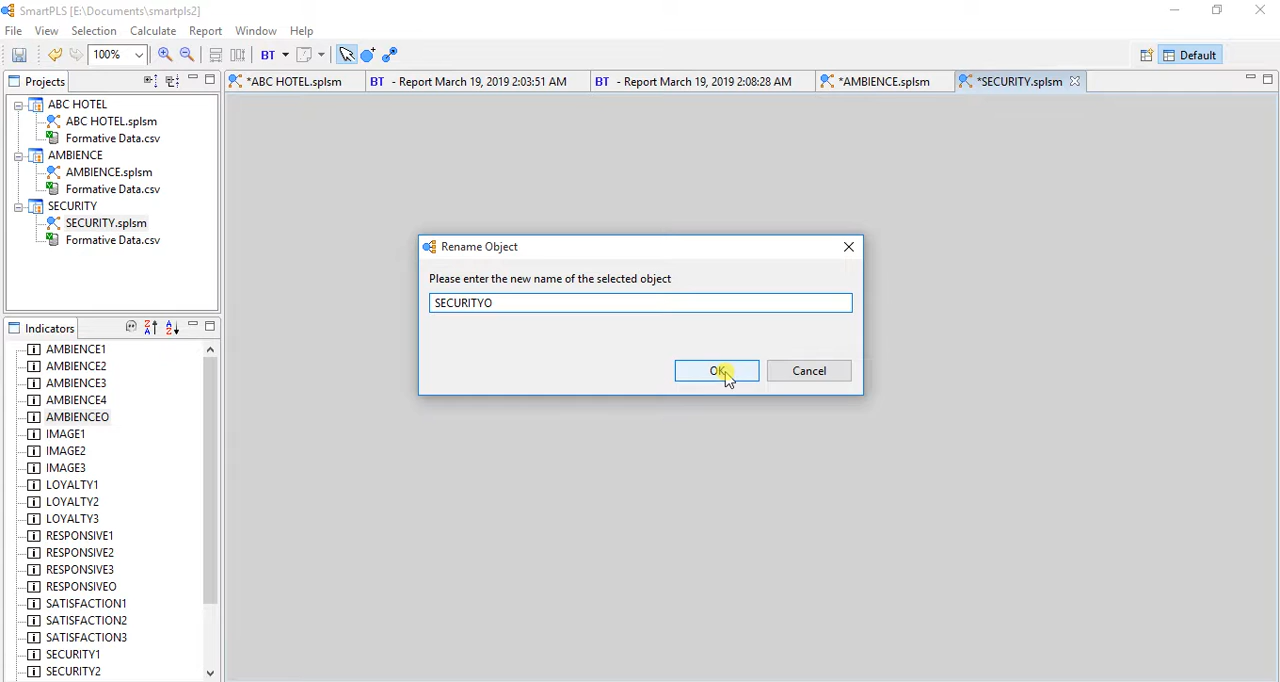 SmartPLS [E:\Documents\smartpls2]
File View Selection Calculate Report Window Help
100% BT Default
Projects
*ABC HOTEL.splsm BT - Report March 19, 2019 2:03:51 AM BT - Report March 19, 2019 2:08:28 AM *AMBIENCE.splsm *SECURITY.splsm
ABC HOTEL
ABC HOTEL.splsm
Formative Data.csv
AMBIENCE
AMBIENCE.splsm
Formative Data.csv
SECURITY
SECURITY.splsm
Formative Data.csv
Rename Object
Please enter the new name of the selected object
SECURITYO
OK Cancel
Indicators
AMBIENCE1
AMBIENCE2
AMBIENCE3
AMBIENCE4
AMBIENCEO
IMAGE1
IMAGE2
IMAGE3
LOYALTY1
LOYALTY2
LOYALTY3
RESPONSIVE1
RESPONSIVE2
RESPONSIVE3
RESPONSIVEO
SATISFACTION1
SATISFACTION2
SATISFACTION3
SECURITY1
SECURITY2